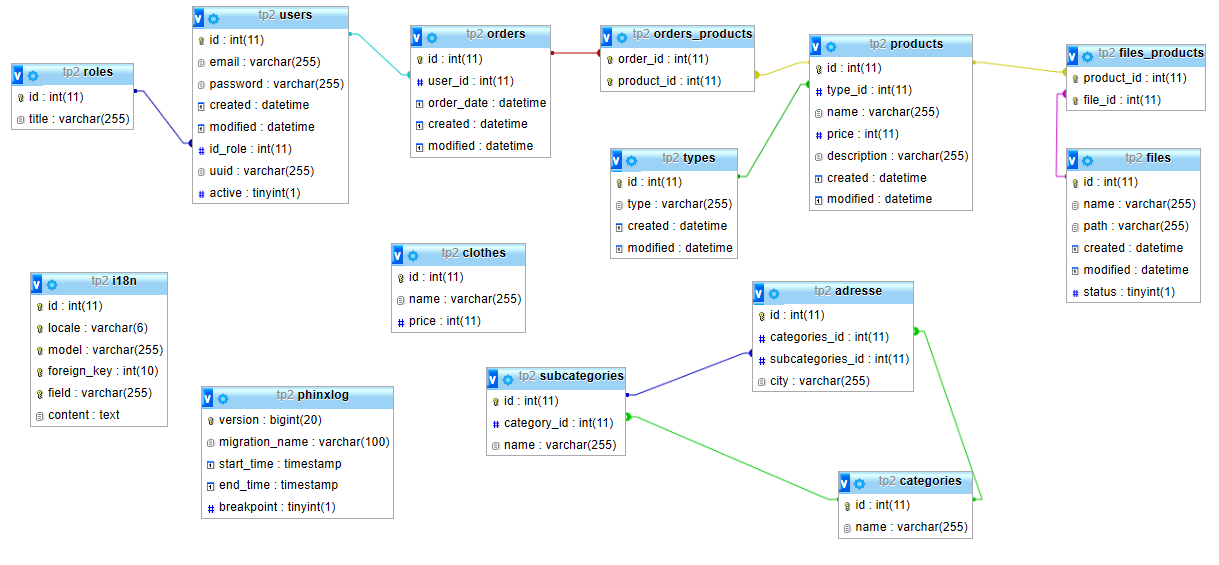 tp2 roles
id : int(11)
title : varchar(255)
tp2 users
id : int(11)
email : varchar(255)
password : varchar(255)
created : datetime
modified : datetime
id_role : int(11)
uuid : varchar(255)
active : tinyint(1)
tp2 orders
id : int(11)
user_id : int(11)
order_date : datetime
created : datetime
modified : datetime
tp2 orders_products
order_id : int(11)
product_id : int(11)
tp2 products
id : int(11)
type_id : int(11)
name : varchar(255)
price : int(11)
description : varchar(255)
created : datetime
modified : datetime
tp2 files_products
product_id : int(11)
file_id : int(11)
tp2 types
id : int(11)
type : varchar(255)
created : datetime
modified : datetime
tp2 files
id : int(11)
name : varchar(255)
path : varchar(255)
created : datetime
modified : datetime
status : tinyint(1)
tp2 i18n
id : int(11)
locale : varchar(6)
model : varchar(255)
foreign_key : int(10)
field : varchar(255)
content : text
tp2 clothes
id : int(11)
name : varchar(255)
price : int(11)
tp2 adresse
id : int(11)
categories_id : int(11)
subcategories_id : int(11)
city : varchar(255)
tp2 phinxlog
version : bigint(20)
migration_name : varchar(100)
start_time : timestamp
end_time : timestamp
breakpoint : tinyint(1)
tp2 subcategories
id : int(11)
category_id : int(11)
name : varchar(255)
tp2 categories
id : int(11)
name : varchar(255)